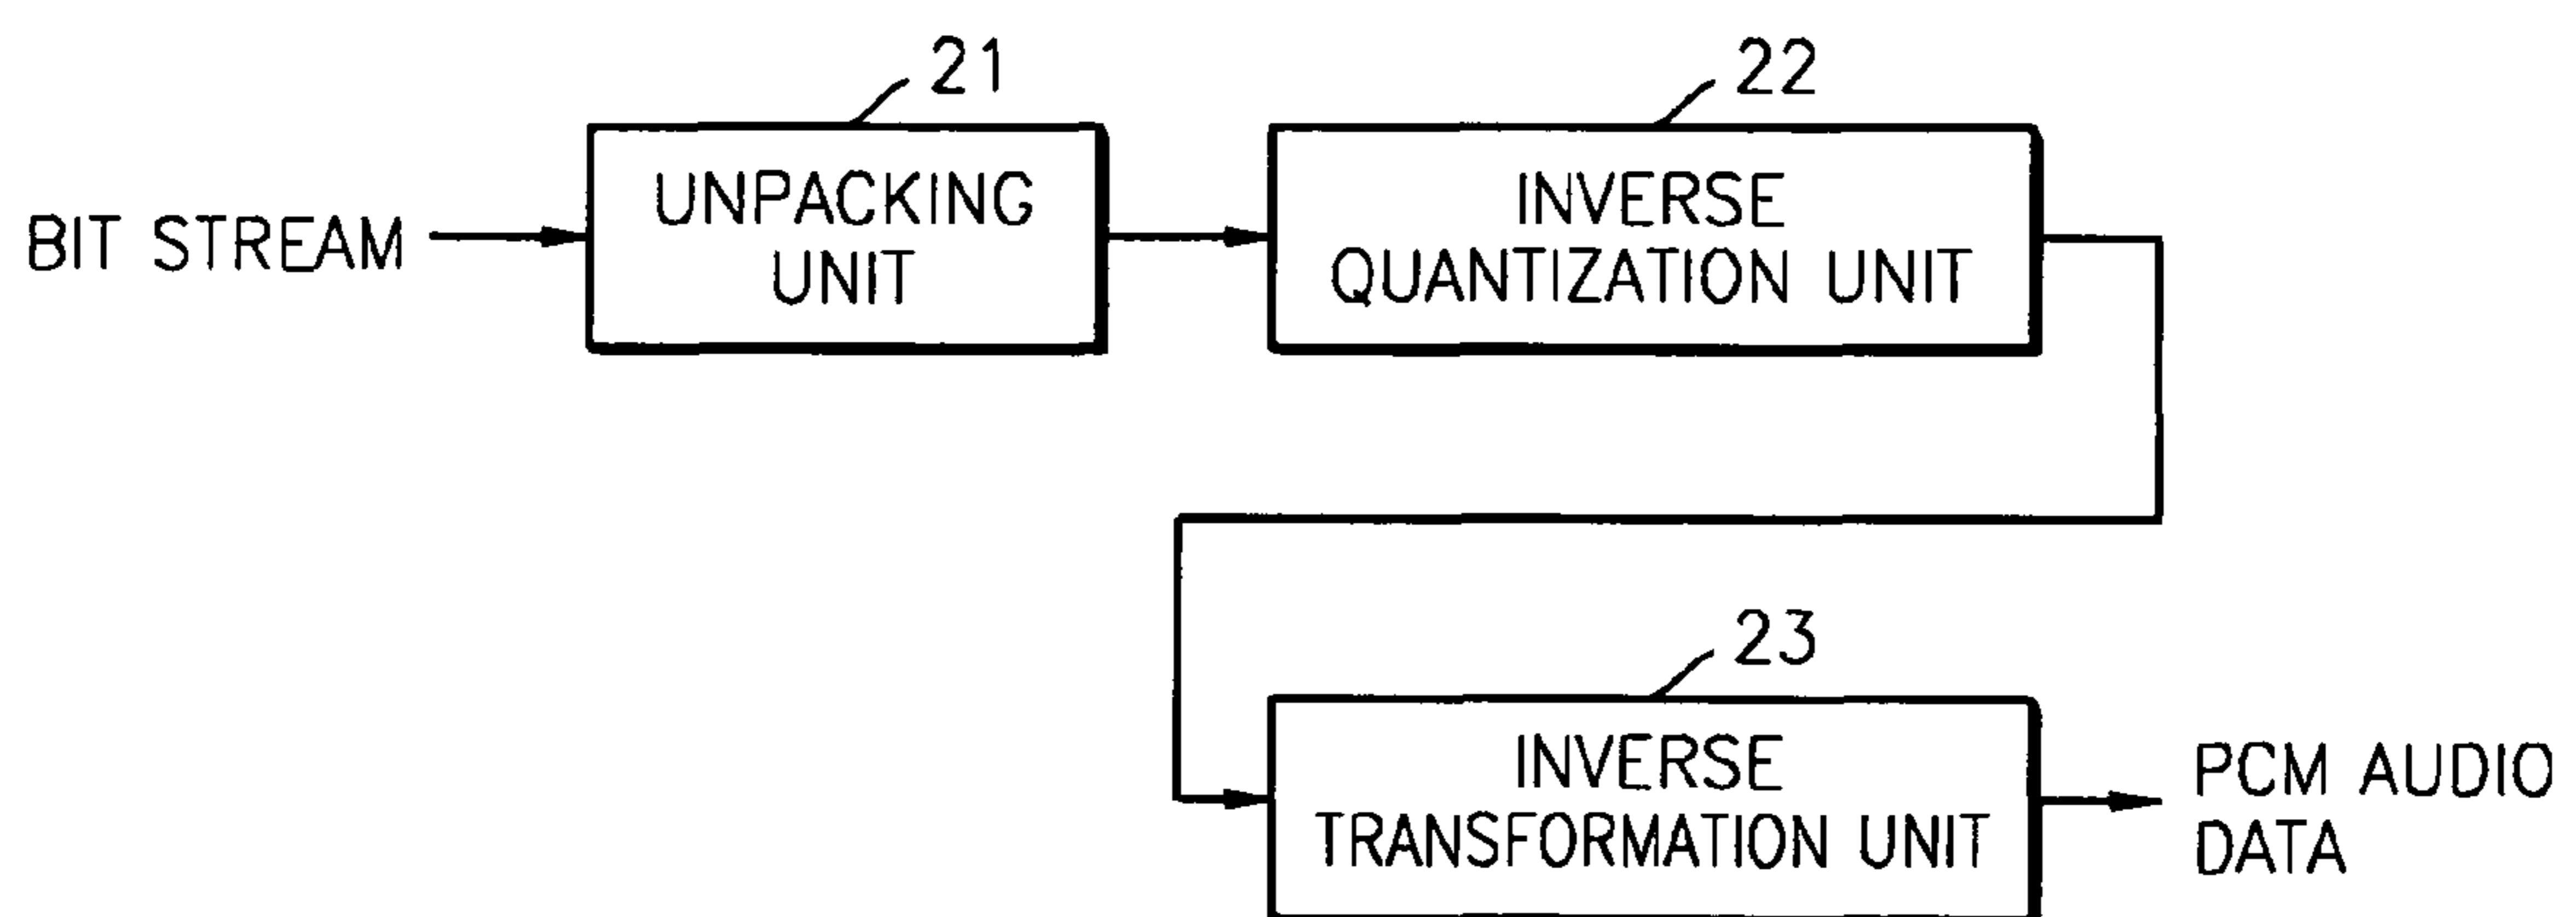 21
22
BIT STREAM
UNPACKING
UNIT
INVERSE
QUANTIZATION UNIT
23
INVERSE
TRANSFORMATION UNIT
PCM AUDIO
DATA